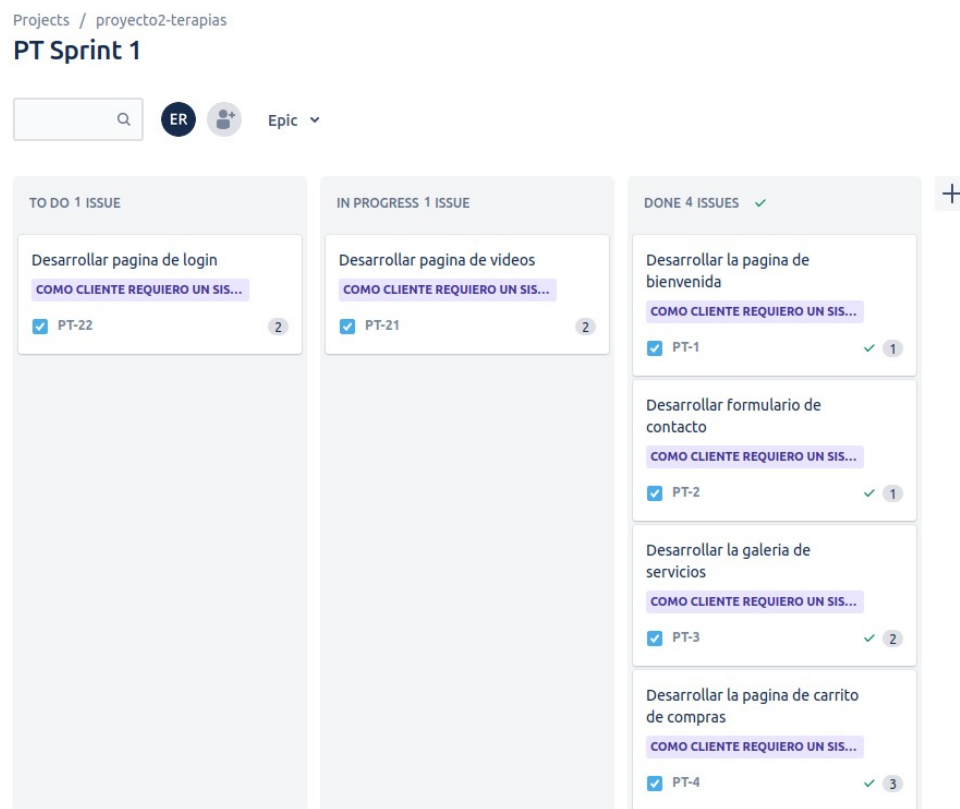 Projects / proyecto2-terapias
PT Sprint 1
ER
Epic
TO DO 1 ISSUE
Desarrollar pagina de login
COMO CLIENTE REQUIERO UN SIS...
PT-22
2
IN PROGRESS 1 ISSUE
Desarrollar pagina de videos
COMO CLIENTE REQUIERO UN SIS...
PT-21
2
DONE 4 ISSUES
Desarrollar la pagina de
bienvenida
COMO CLIENTE REQUIERO UN SIS...
PT-1
1
Desarrollar formulario de
contacto
COMO CLIENTE REQUIERO UN SIS...
PT-2
1
Desarrollar la galeria de
servicios
COMO CLIENTE REQUIERO UN SIS...
PT-3
2
Desarrollar la pagina de carrito
de compras
COMO CLIENTE REQUIERO UN SIS...
PT-4
3